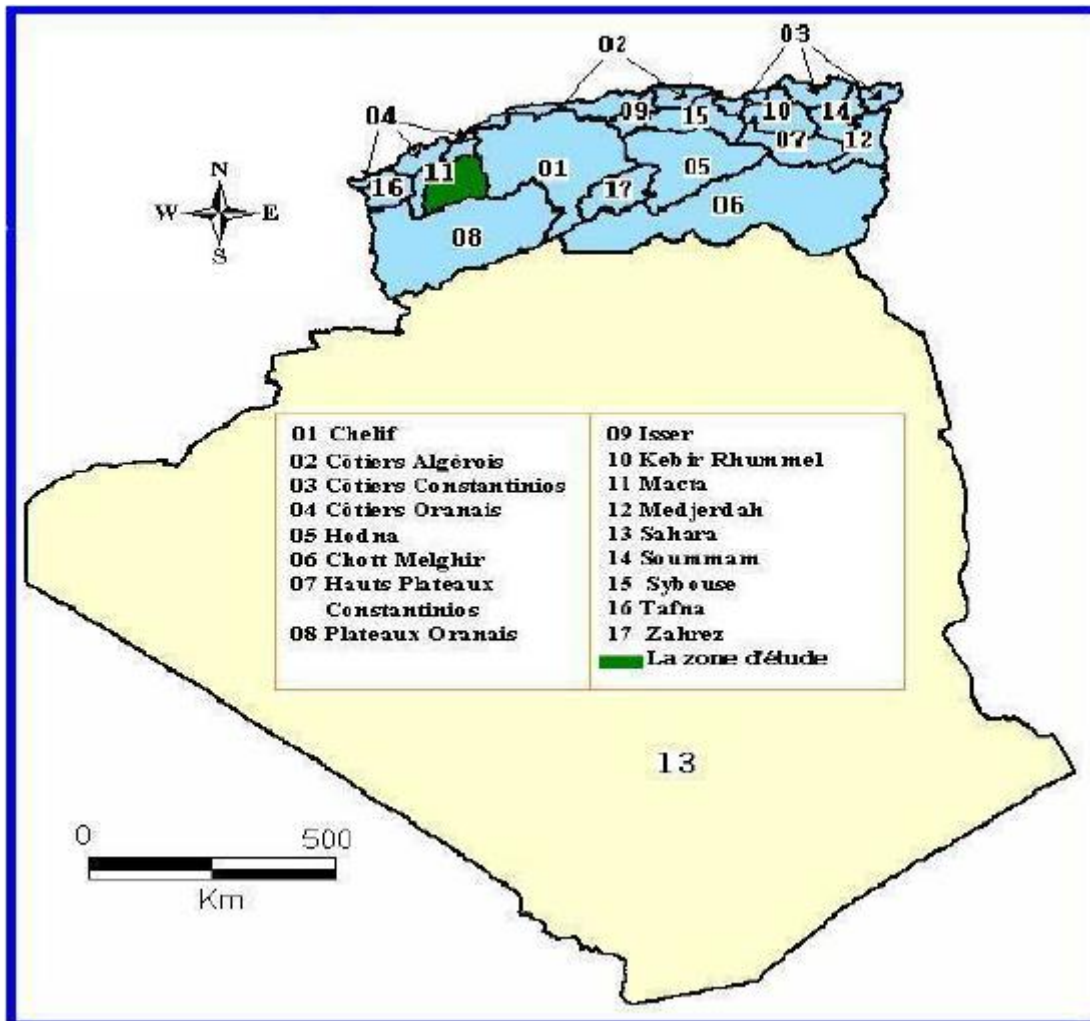 02
03
04
09
15
10
14
07
12
11
16
01
17
05
06
08
N
W E
S
01 Chelif
02 Côtiers Algérois
03 Côtiers Constantinios
04 Côtiers Oranais
05 Hodna
06 Chott Melghir
07 Hauts Plateaux
Constantinios
08 Plateaux Oranais
09 Isser
10 Kebir Rhummel
11 Macta
12 Medjerdah
13 Sahara
14 Soummam
15 Sybouse
16 Tafna
17 Zahrez
La zone d'étude
13
0 500
Km